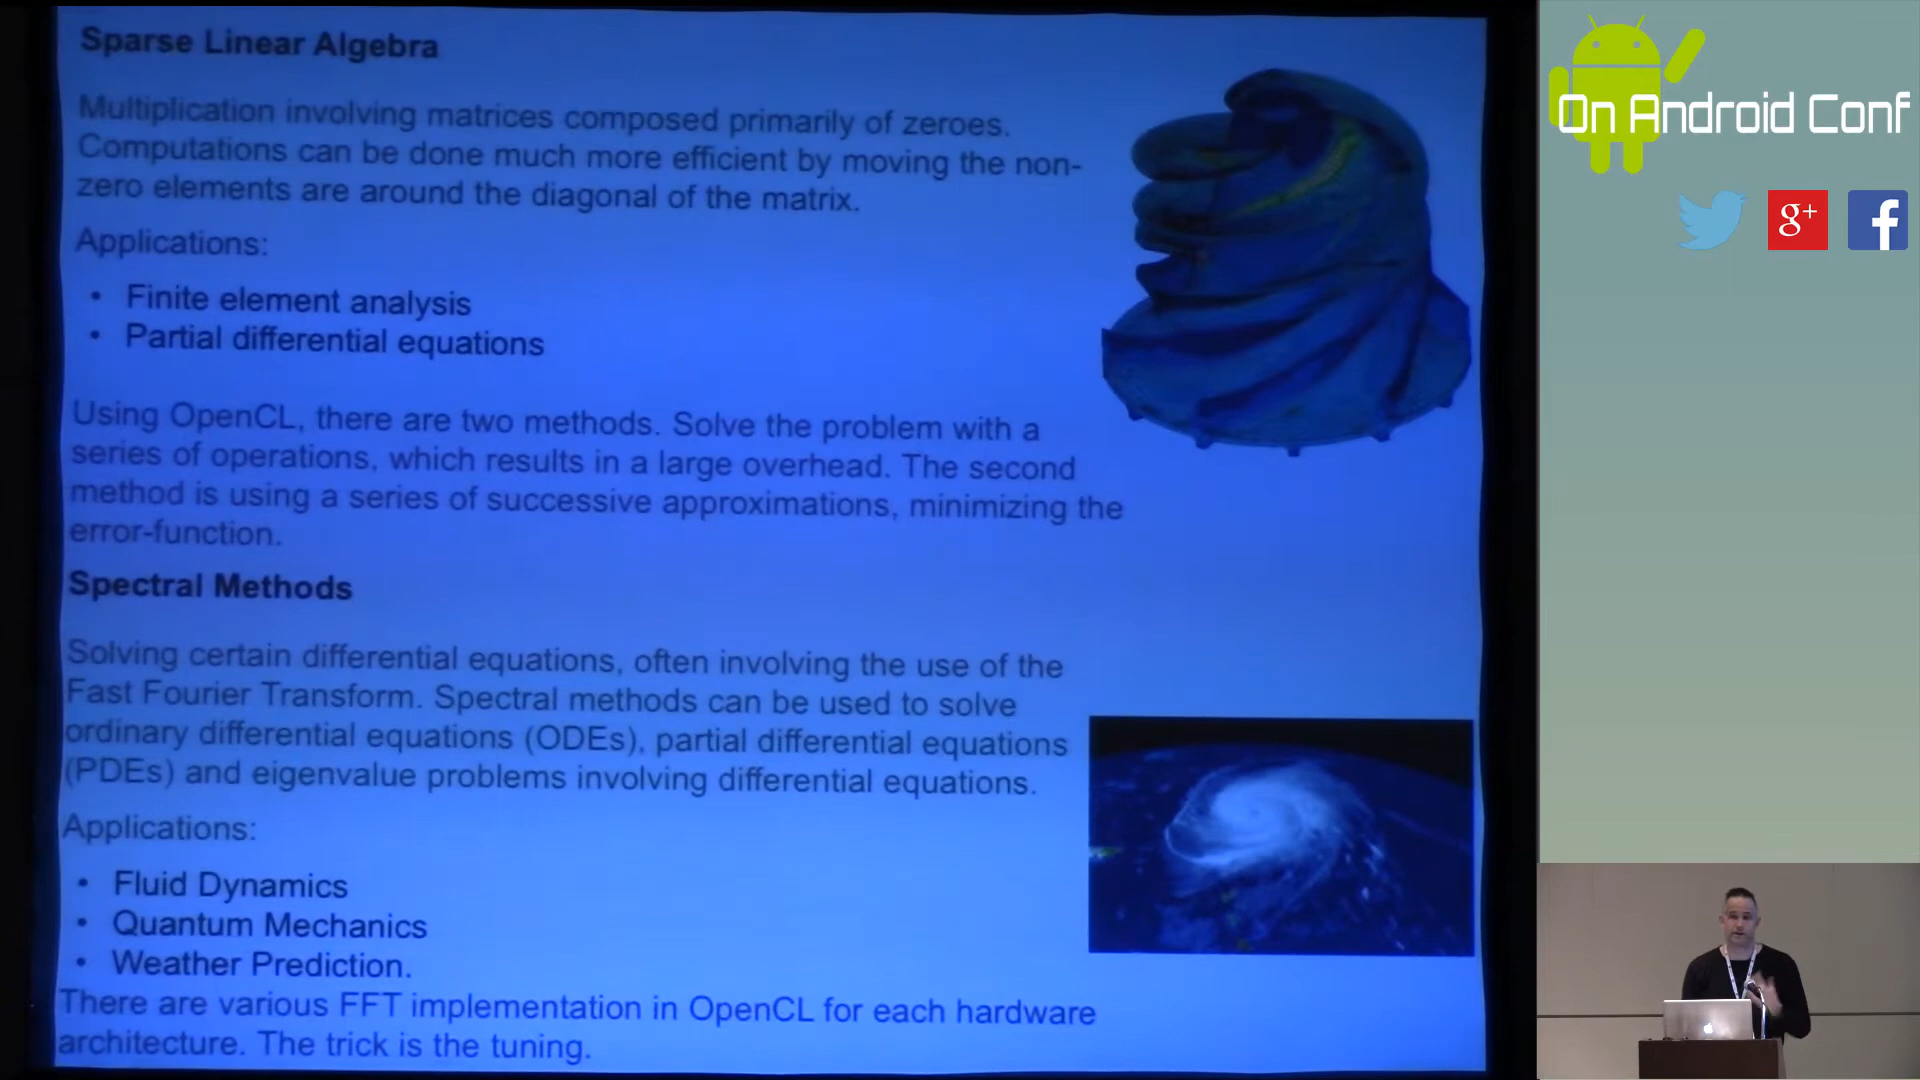 Sparse Linear Algebra
Multiplication involving matrices composed primarily of zeroes.
Computations can be done much more efficient by moving the non-
zero elements are around the diagonal of the matrix.
Applications:
• Finite element analysis
• Partial differential equations
Using OpenCL, there are two methods. Solve the problem with a
series of operations, which results in a large overhead. The second
method is using a series of successive approximations, minimizing the
error-function.
Spectral Methods
Solving certain differential equations, often involving the use of the
Fast Fourier Transform. Spectral methods can be used to solve
ordinary differential equations (ODEs), partial differential equations
(PDEs) and eigenvalue problems involving differential equations.
Applications:
• Fluid Dynamics
• Quantum Mechanics
• Weather Prediction.
There are various FFT implementation in OpenCL for each hardware
architecture. The trick is the tuning.
On Android Conf
g+
f